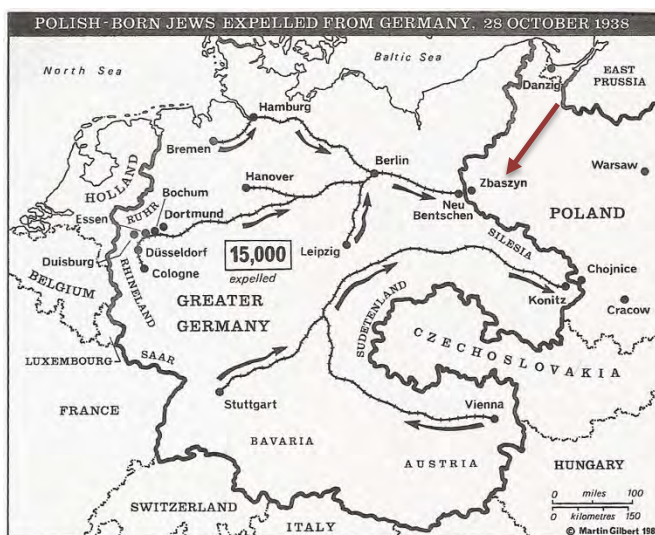 POLISH-BORN JEWS EXPELLED FROM GERMANY, 28 OCTOBER 1938
North Sea
Baltic Sea
EAST
PRUSSIA
Danzig
Hamburg
Bremen
HOLLAND
Hanover
Berlin
Warsaw
Zbaszyn
Neu
Bentschen
POLAND
Bochum
Essen
RUHR
Dortmund
Duisburg
Düsseldorf
Cologne
RHINELAND
BELGIUM
15,000
expelled
Leipzig
SILESIA
Chojnice
Konitz
Cracow
GREATER
GERMANY
SUDETENLAND
CZECHOSLOVAKIA
LUXEMBOURG
SAAR
FRANCE
Stuttgart
Vienna
BAVARIA
AUSTRIA
HUNGARY
SWITZERLAND
ITALY
0 miles 100
0 kilometres 150
© Martin Gilbert 198